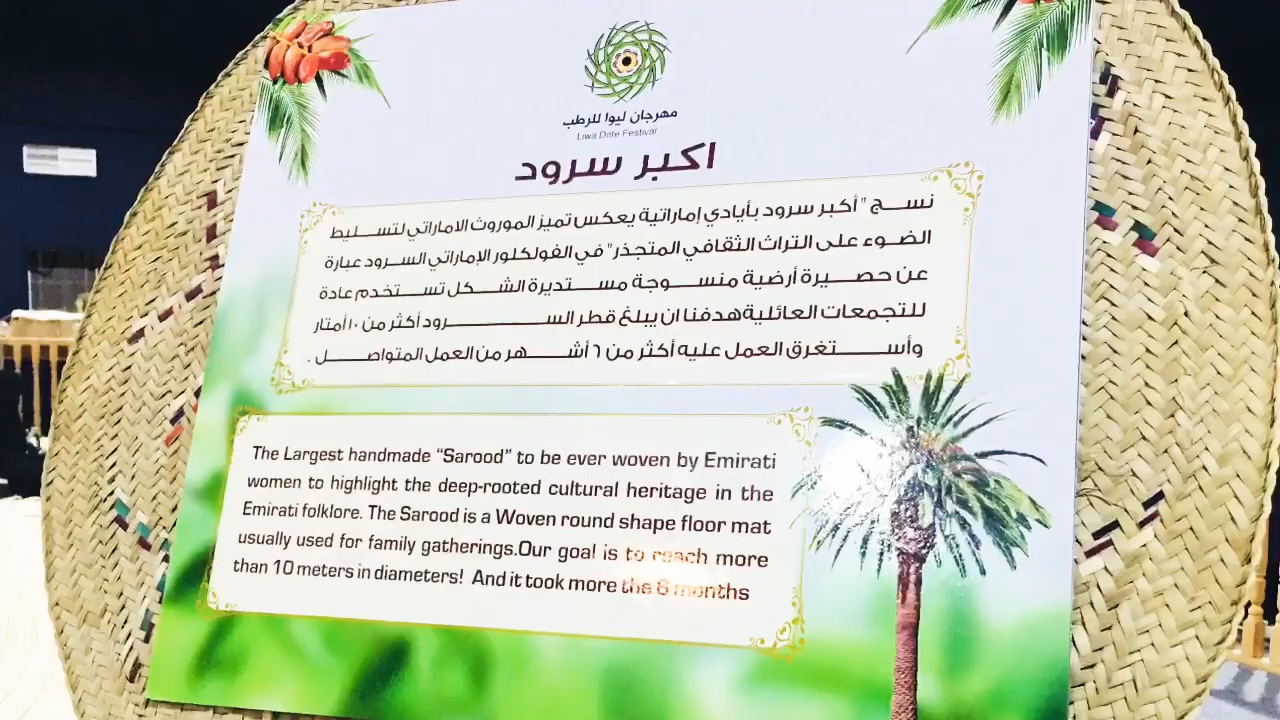 مهرجان ليوا للرطب
Liwa Date Festival
اكبر سرود
نسج "أكبر سرود بأيادي إماراتية يعكس تميز الموروث الاماراتي لتسليط
الضوء على التراث الثقافي المتجذر" في الفولكلور الإماراتي السرود عبارة
عن حصيرة أرضية منسوجة مستديرة الشكل تستخدم عادة
للتجمعات العائلية هدفنا ان يبلغ قطر السرود أكثر من ١٠ أمتار
وأستغرق العمل عليه أكثر من ٦ أشهر من العمل المتواصل .
The Largest handmade “Sarood” to be ever woven by Emirati
women to highlight the deep-rooted cultural heritage in the
Emirati folklore. The Sarood is a Woven round shape floor mat
usually used for family gatherings.Our goal is to reach more
than 10 meters in diameters! And it took more the 6 months